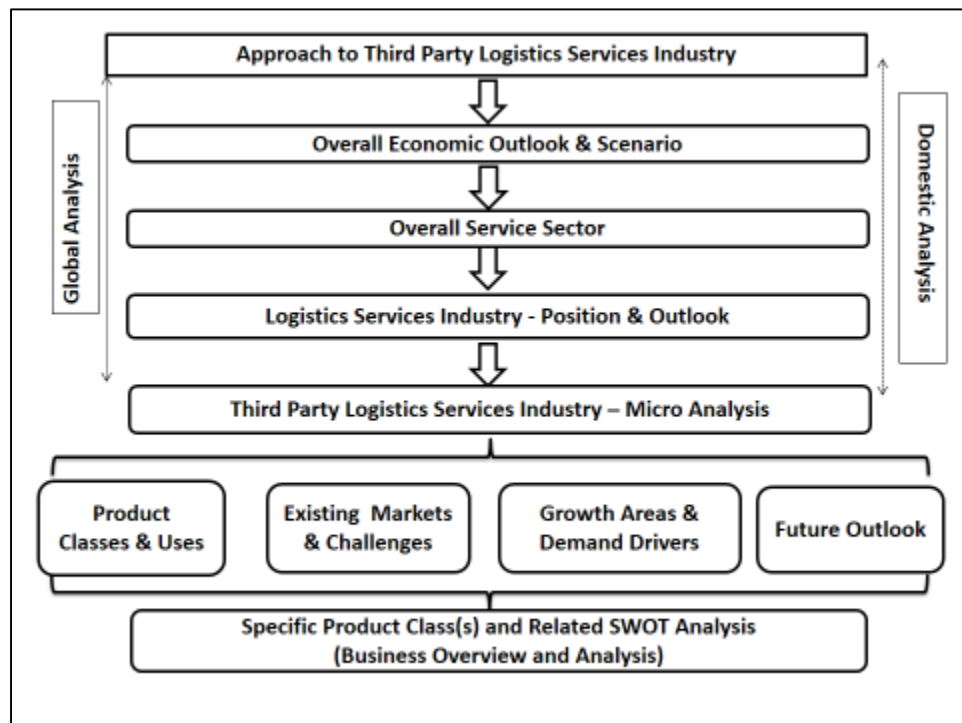 Approach to Third Party Logistics Services Industry
Global Analysis
Domestic Analysis
Overall Economic Outlook & Scenario
Overall Service Sector
Logistics Services Industry - Position & Outlook
Third Party Logistics Services Industry – Micro Analysis
Product
Classes & Uses
Existing Markets
& Challenges
Growth Areas &
Demand Drivers
Future Outlook
Specific Product Class(s) and Related SWOT Analysis
(Business Overview and Analysis)